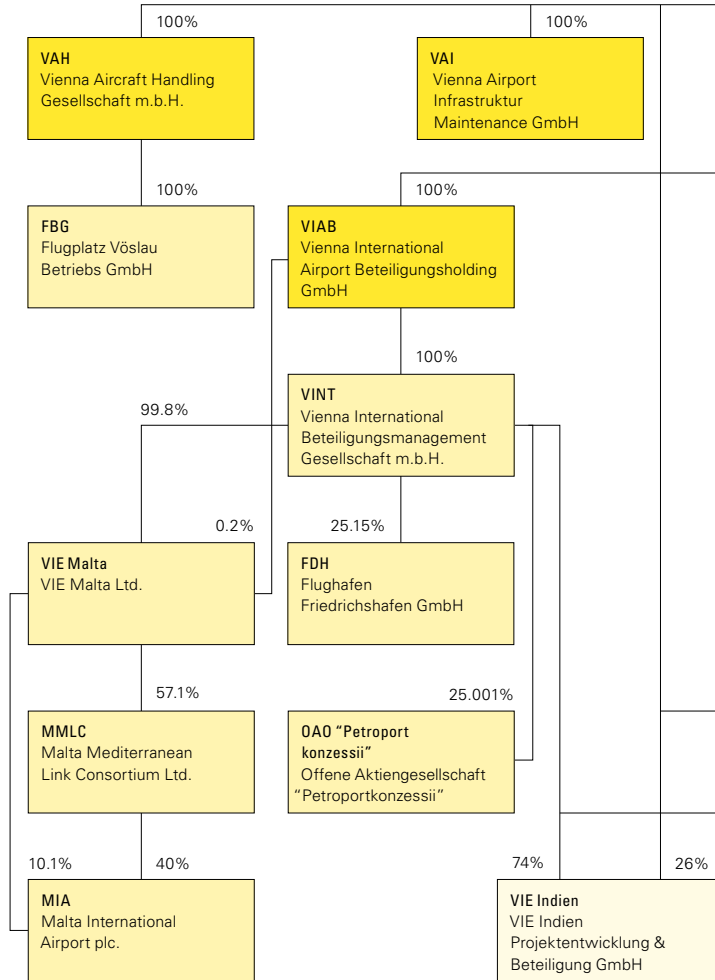 100%
100%
VAH
Vienna Aircraft Handling
Gesellschaft m.b.H.
VAI
Vienna Airport
Infrastruktur
Maintenance GmbH
100%
100%
FBG
Flugplatz Vöslau
Betriebs GmbH
VIAB
Vienna International
Airport Beteiligungsholding
GmbH
100%
99.8%
VINT
Vienna International
Beteiligungsmanagement
Gesellschaft m.b.H.
0.2%
25.15%
VIE Malta
VIE Malta Ltd.
FDH
Flughafen
Friedrichshafen GmbH
57.1%
25.001%
MMLC
Malta Mediterranean
Link Consortium Ltd.
OAO "Petroport
konzessii"
Offene Aktiengesellschaft
"Petroportkonzessii"
10.1%
40%
74%
26%
MIA
Malta International
Airport plc.
VIE Indien
VIE Indien
Projektentwicklung &
Beteiligung GmbH